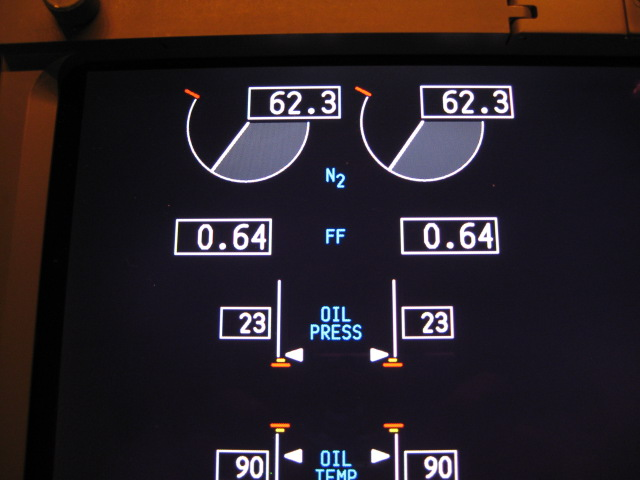 62.3 62.3
N2
0.64 FF 0.64
23 OIL PRESS 23
90 OIL TEMP 90